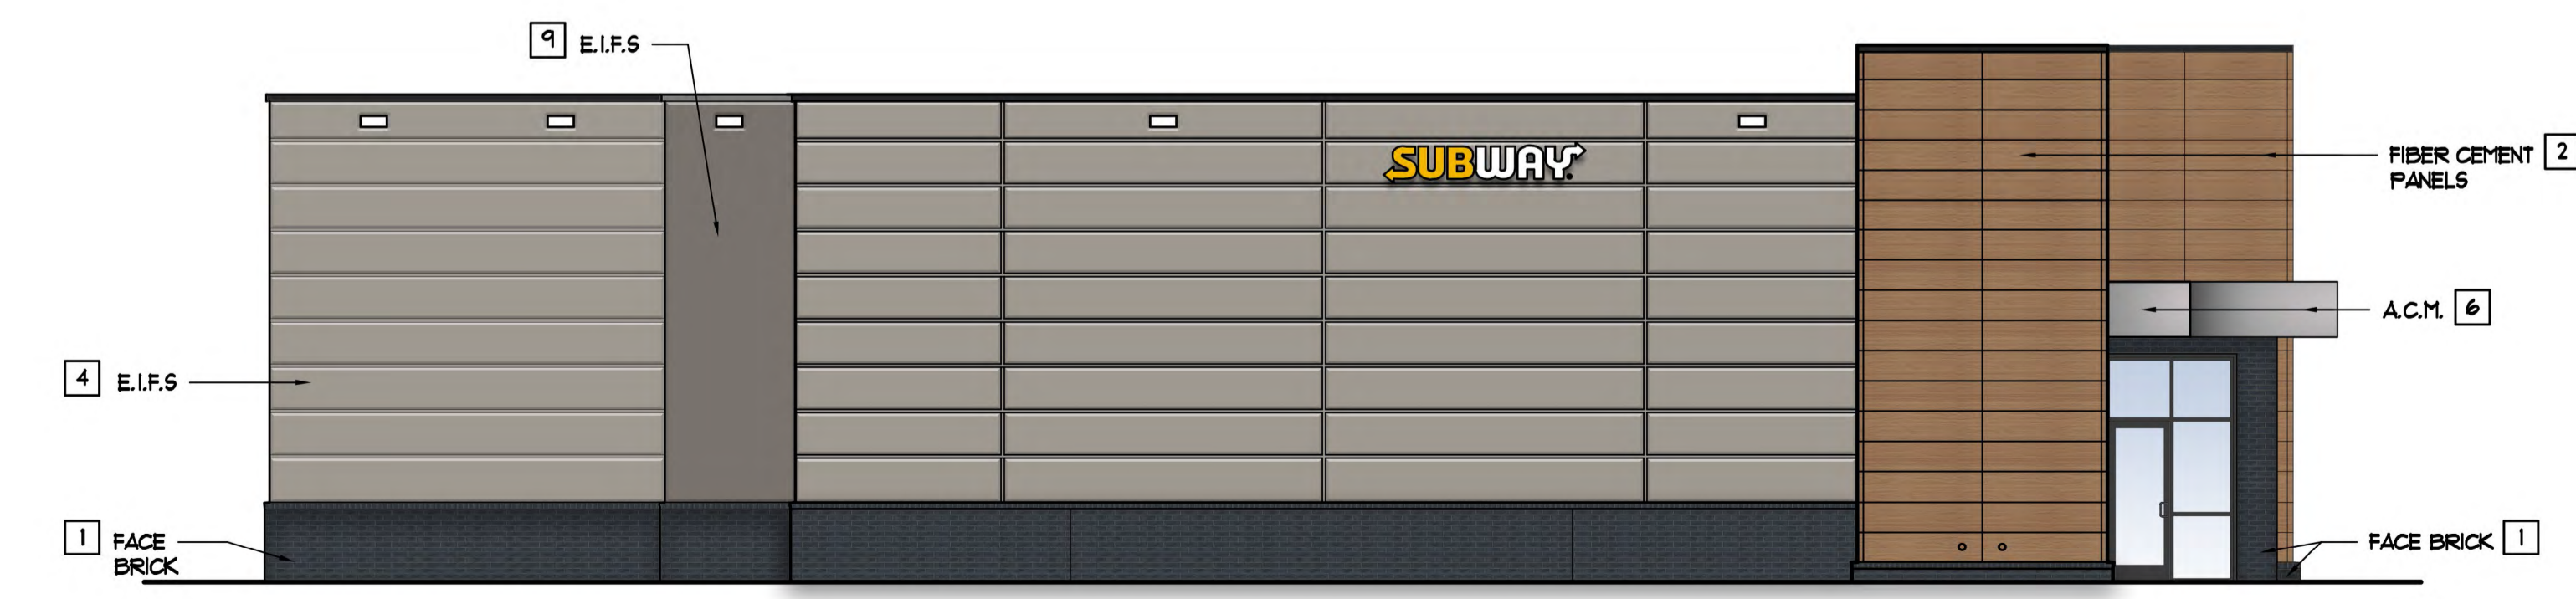 9 E.I.F.S
SUBWAY
FIBER CEMENT 2
PANELS
A.C.M. 6
4 E.I.F.S
1 FACE
BRICK
FACE BRICK 1